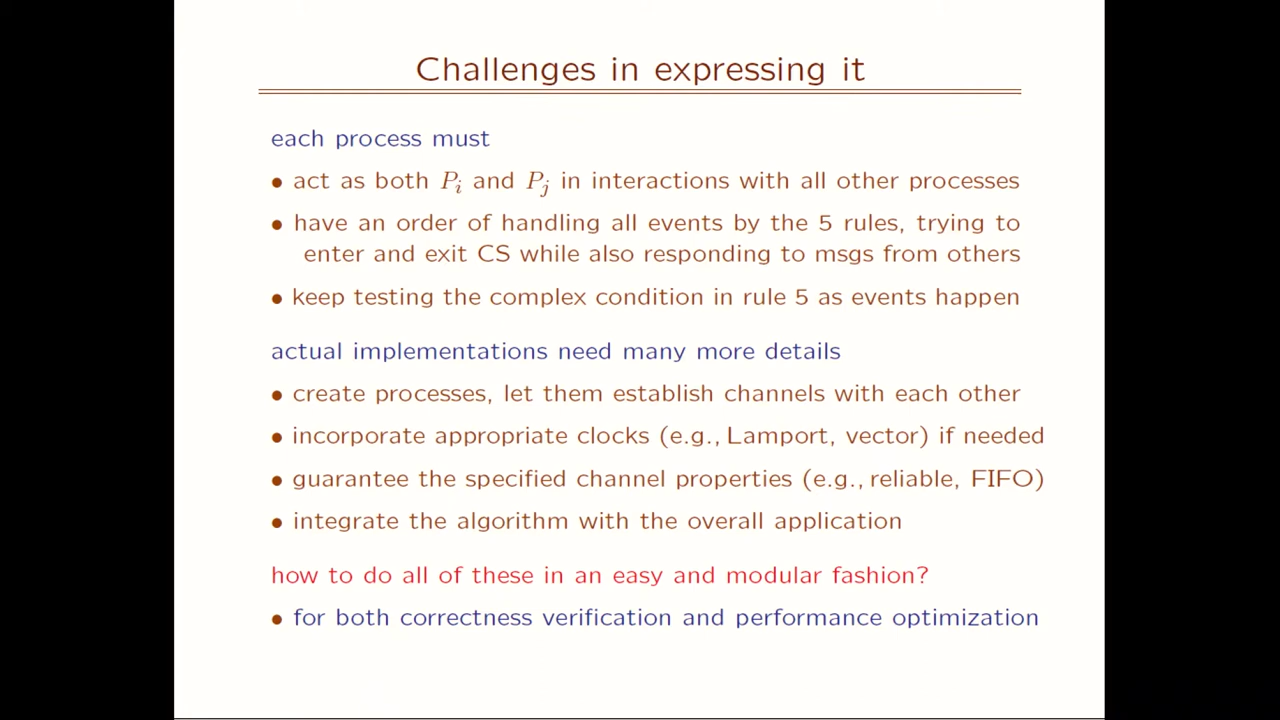 Challenges in expressing it
each process must
• act as both Pi and Pj in interactions with all other processes
• have an order of handling all events by the 5 rules, trying to
enter and exit CS while also responding to msgs from others
• keep testing the complex condition in rule 5 as events happen
actual implementations need many more details
• create processes, let them establish channels with each other
• incorporate appropriate clocks (e.g., Lamport, vector) if needed
• guarantee the specified channel properties (e.g., reliable, FIFO)
• integrate the algorithm with the overall application
how to do all of these in an easy and modular fashion?
• for both correctness verification and performance optimization